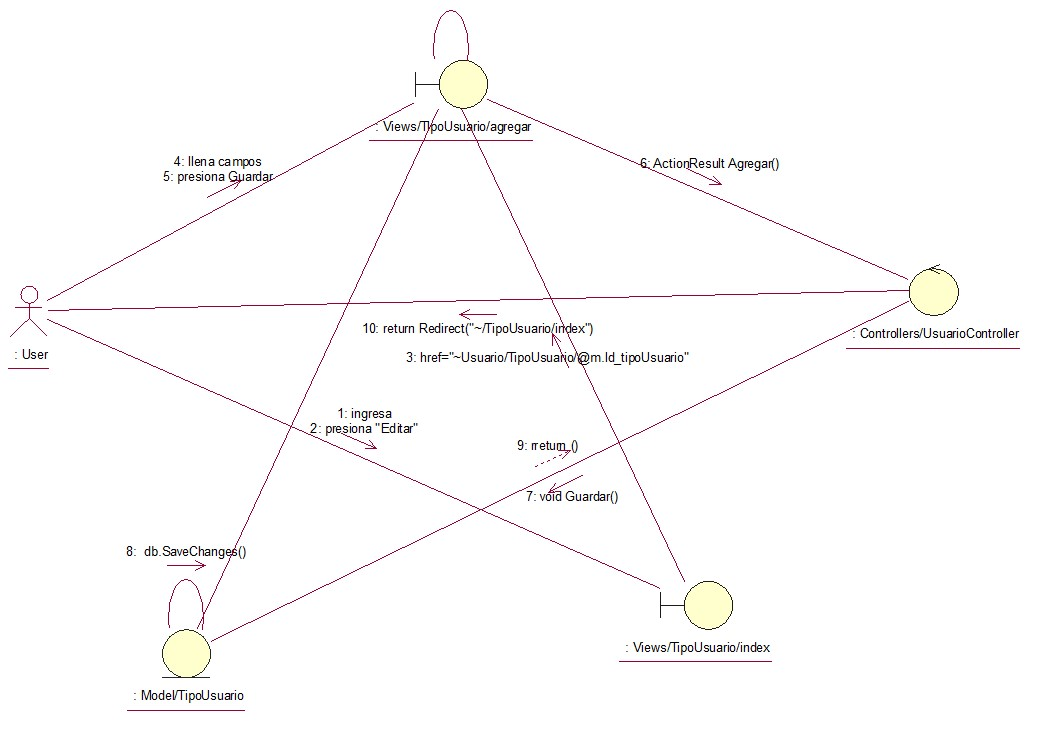 : Views/TipoUsuario/agregar
4: llena campos
5: presiona Guardar
6: ActionResult Agregar()
: Controllers/UsuarioController
10: return Redirect("~/TipoUsuario/index")
: User
3: href="~Usuario/TipoUsuario/@m.Id_tipoUsuario"
1: ingresa
2: presiona "Editar"
9: rreturn ()
7: void Guardar()
8: db.SaveChanges()
: Views/TipoUsuario/index
: Model/TipoUsuario